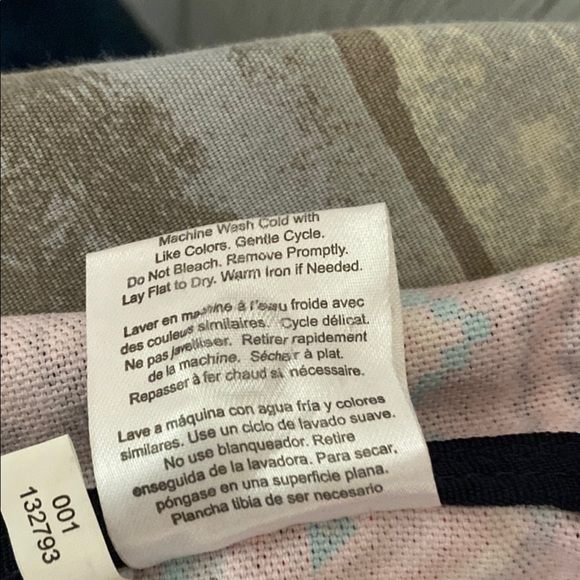 Machine Wash Cold with
Like Colors. Gentle Cycle.
Do Not Bleach. Remove Promptly.
Lay Flat to Dry. Warm Iron if Needed.
Laver en machine à l'eau froide avec
des couleus similaires. Cycle délicat.
Ne pas javelliser. Retirer rapidement
de la machine. Sécher à plat.
Repasser à fer chaud si nécessaire.
Lave a máquina con agua fría y colores
similares. Use un ciclo de lavado suave.
No use blanqueador. Retire
enseguida de la lavadora. Para secar,
póngase en una superficie plana.
Plancha tibia de ser necesario
001
132793